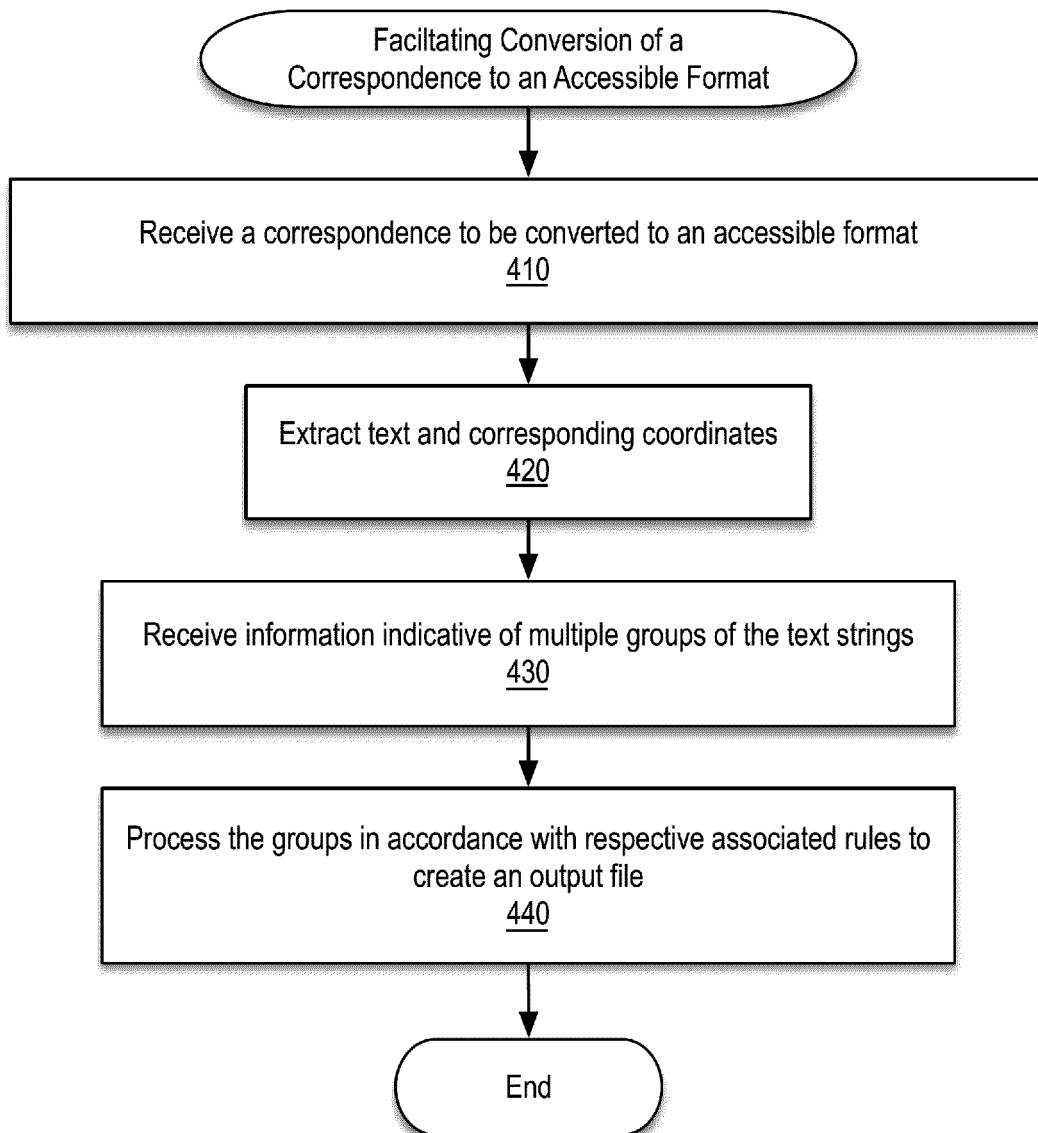 Faciltating Conversion of a
Correspondence to an Accessible Format
Receive a correspondence to be converted to an accessible format
410
Extract text and corresponding coordinates
420
Receive information indicative of multiple groups of the text strings
430
Process the groups in accordance with respective associated rules to
create an output file
440
End